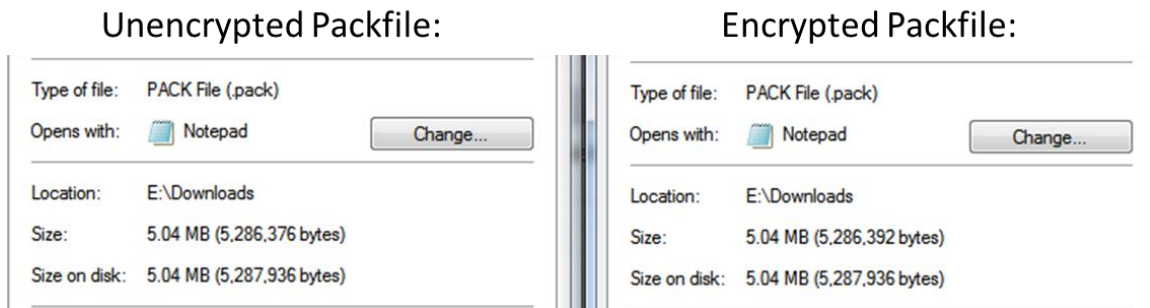 Unencrypted Packfile:
Type of file: PACK File (.pack)
Opens with: Notepad Change...
Location: E:\Downloads
Size: 5.04 MB (5,286,376 bytes)
Size on disk: 5.04 MB (5,287,936 bytes)
Encrypted Packfile:
Type of file: PACK File (.pack)
Opens with: Notepad Change...
Location: E:\Downloads
Size: 5.04 MB (5,286,392 bytes)
Size on disk: 5.04 MB (5,287,936 bytes)